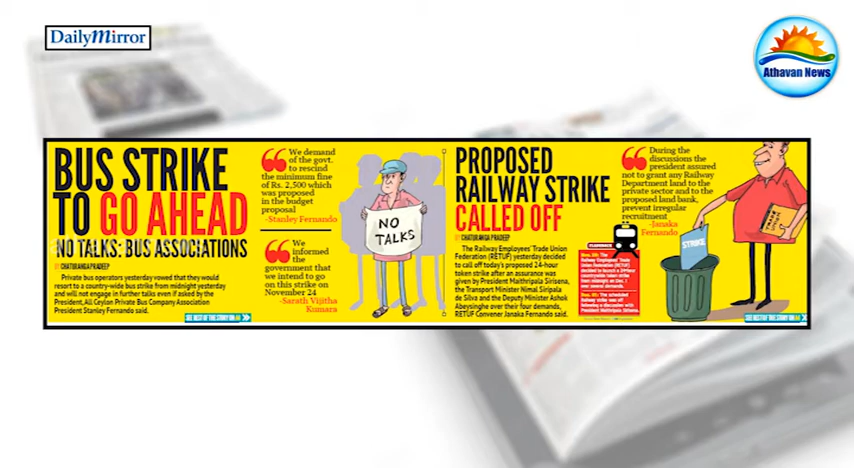 DailyMirror
Athavan News
BUS STRIKE
TO GO AHEAD
NO TALKS: BUS ASSOCIATIONS
BY CHATURANGA PRADEEP
Private bus operators yesterday vowed that they would
resort to a country-wide bus strike from midnight yesterday
and will not engage in further talks even if asked by the
President, All Ceylon Private Bus Company Association
President Stanley Fernando said.
We demand
of the govt.
to rescind
the minimum fine
of Rs. 2,500 which
was proposed
in the budget
proposal
-Stanley Fernando
We
informed
the
government that
we intend to go
on this strike on
November 24
-Sarath Vijitha
Kumara
NO
TALKS
PROPOSED
RAILWAY STRIKE
CALLED OFF
BY CHATURANGA PRADEEP
The Railway Employees' Trade Union
Federation (RETUF) yesterday decided
to call off today's proposed 24-hour
token strike after an assurance was
given by President Maithripala Sirisena,
the Transport Minister Nimal Siripala
de Silva and the Deputy Minister Ashok
Abeysinghe over their four demands,
RETUF Convener Janaka Fernando said.
FLASHBACK
During the
discussions the
president assured
not to grant any Railway
Department land to the
private sector and to the
proposed land bank,
prevent irregular
recruitment
-Janaka
Fernando
STRIKE